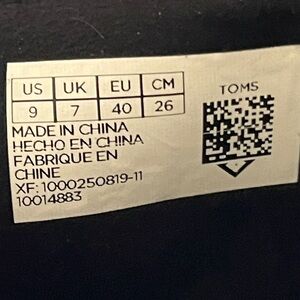 US UK EU CM TOMS
9 7 40 26
MADE IN CHINA
HECHO EN CHINA
FABRIQUE EN
CHINE
XF: 1000250819-11
10014883